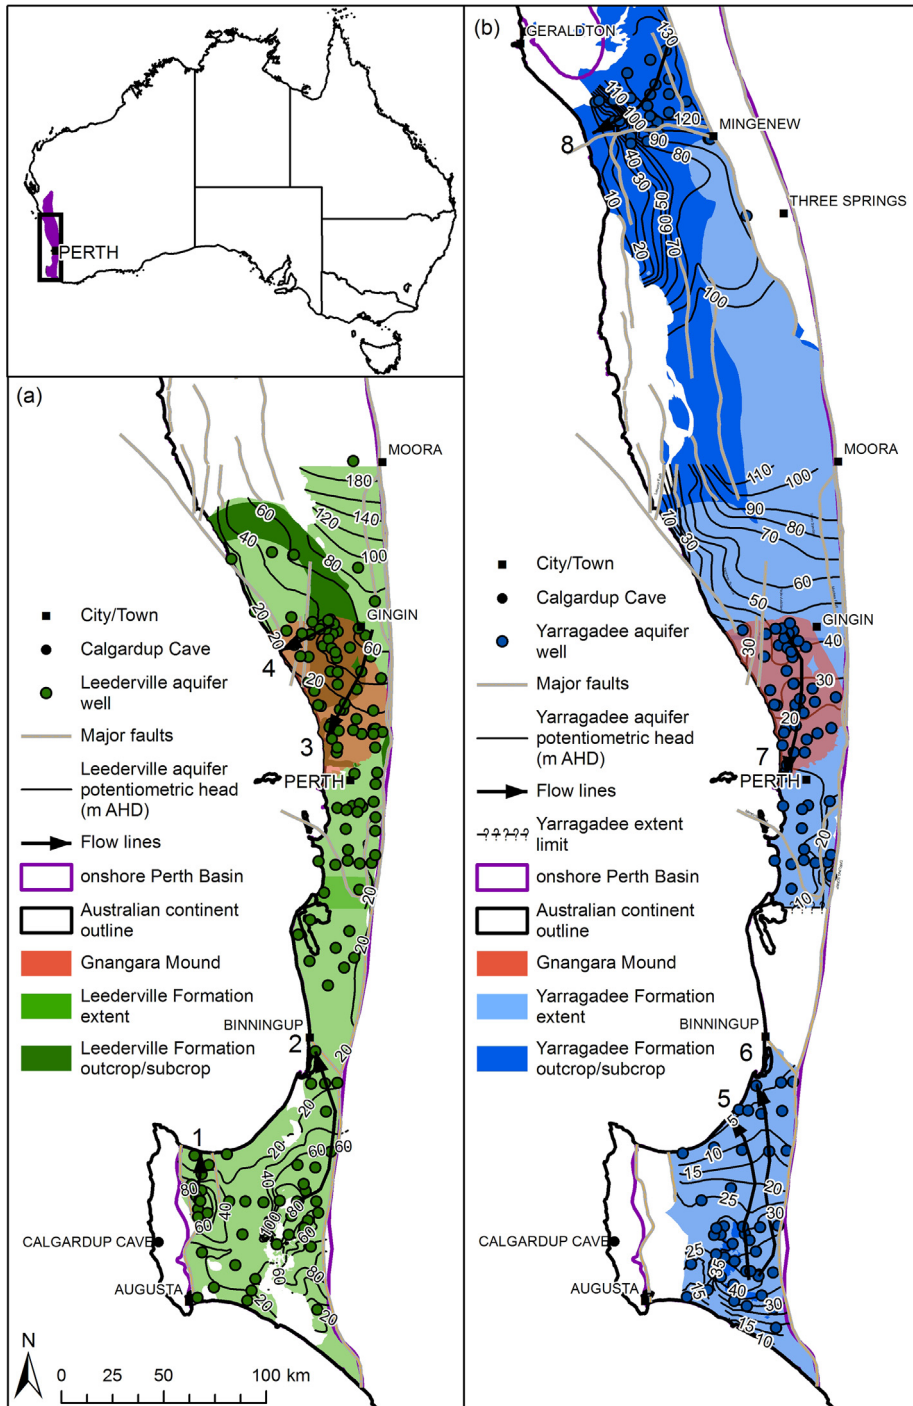 PERTH
(a)
MOORA
180
60
120
140
40
80
100
20
20
GINGIN
60
4
20
3
PERTH
20
20
BINNINGUP
2
20
20
1
20
60
60
80
40
40
80
60
100
60
CALGARDUP CAVE
60
80
AUGUSTA
20
20
City/Town
Calgardup Cave
Leederville aquifer
well
Major faults
Leederville aquifer
potentiometric head
(m AHD)
Flow lines
onshore Perth Basin
Australian continent
outline
Gnangara Mound
Leederville Formation
extent
Leederville Formation
outcrop/subcrop
N
0 25 50 100 km
(b)
GERALDTON
130
110
100
120
MINGENEW
8
90
80
40
30
10
50
60
THREE SPRINGS
20
70
100
MOORA
110
100
10
90
80
30
70
60
50
GINGIN
40
30
30
20
7
PERTH
20
10
BINNINGUP
6
5
5
10
15
20
25
30
25
35
CALGARDUP CAVE
15
40
30
AUGUSTA
15
10
City/Town
Calgardup Cave
Yarragadee aquifer
well
Major faults
Yarragadee aquifer
potentiometric head
(m AHD)
Flow lines
Yarragadee extent
limit
onshore Perth Basin
Australian continent
outline
Gnangara Mound
Yarragadee Formation
extent
Yarragadee Formation
outcrop/subcrop